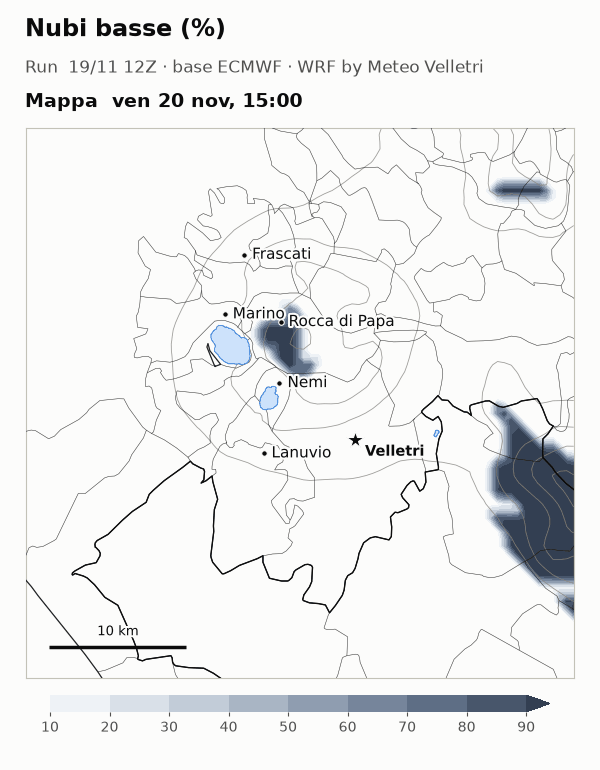 Nubi basse (%)
Run  19/11 12Z · base ECMWF · WRF by Meteo Velletri
Mappa  ven 20 nov, 15:00
Frascati
Marino
Rocca di Papa
Nemi
Velletri
Lanuvio
10 km
10 20 30 40 50 60 70 80 90